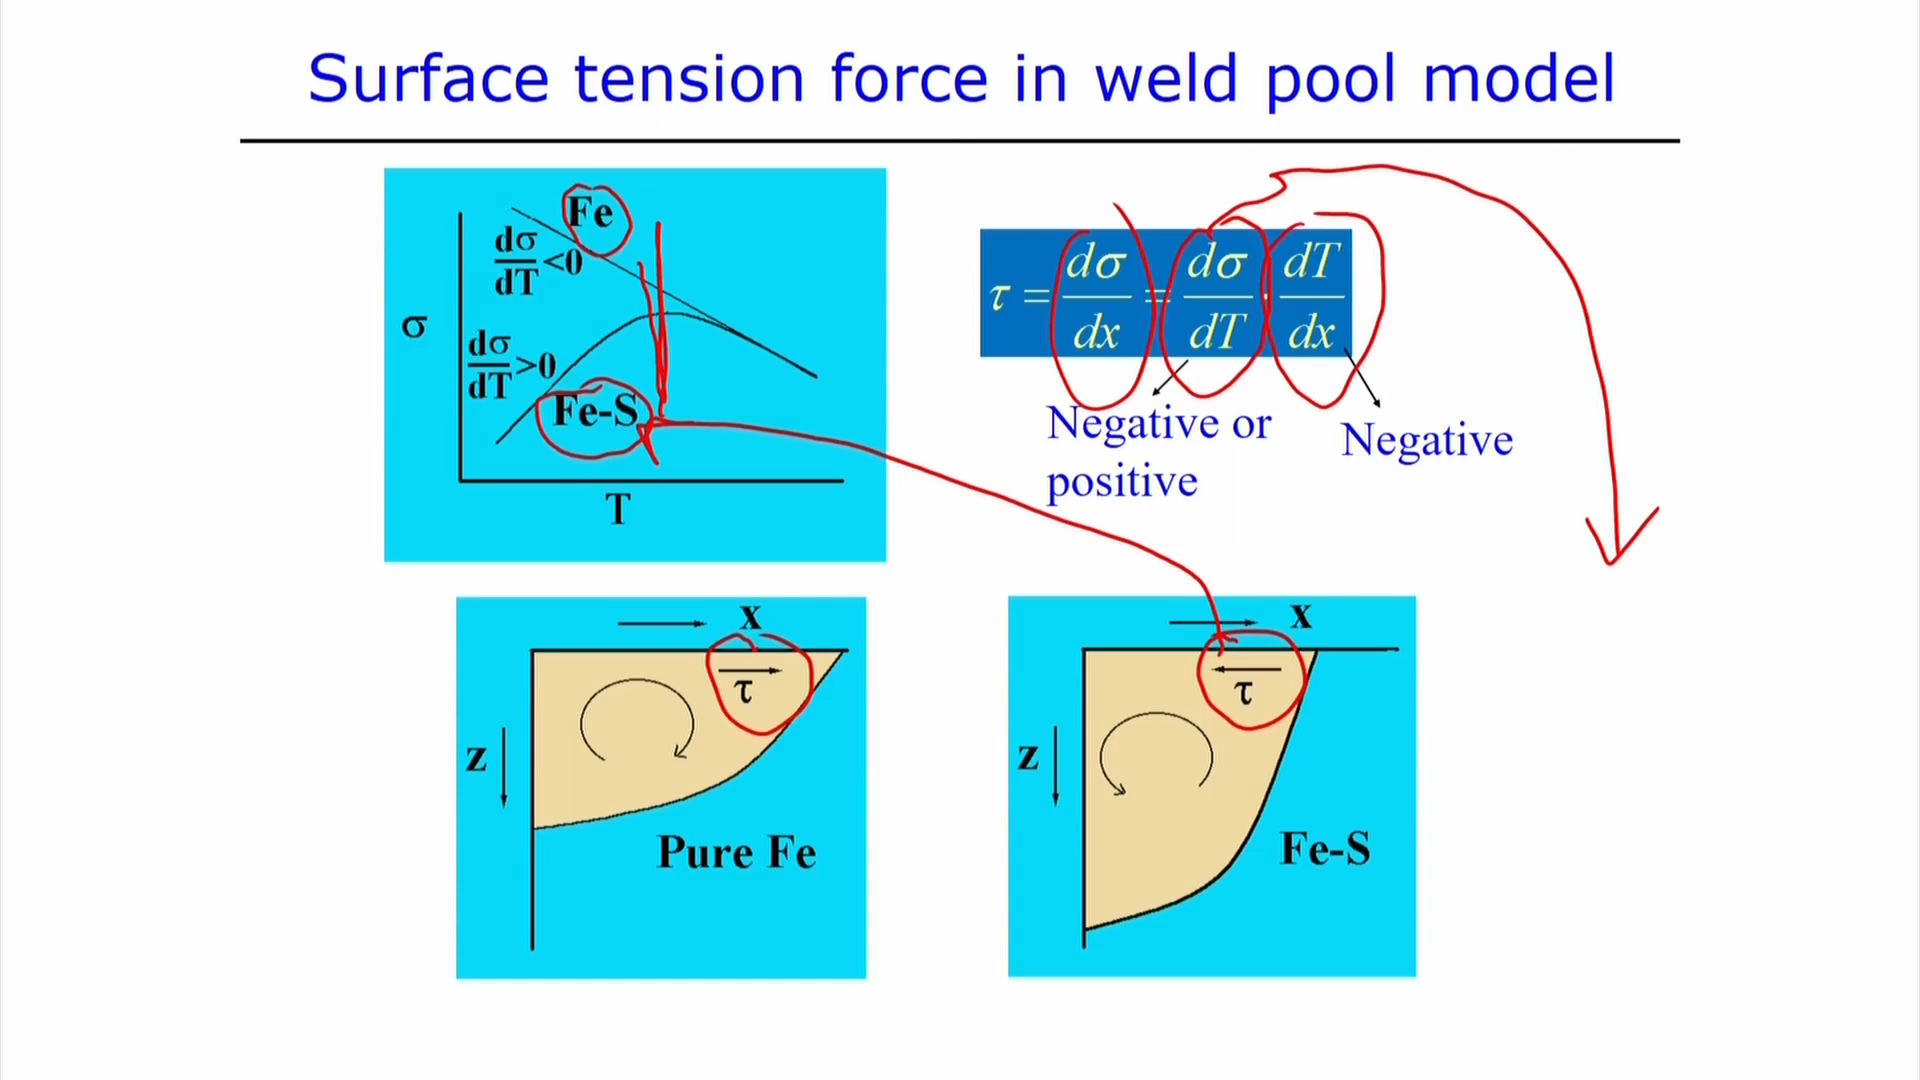 Surface tension force in weld pool model
Fe
dσ/dT <0
σ
dσ/dT >0
Fe-S
T
τ = dσ/dx = dσ/dT · dT/dx
Negative or
positive
Negative
x
τ
z
Pure Fe
x
τ
z
Fe-S